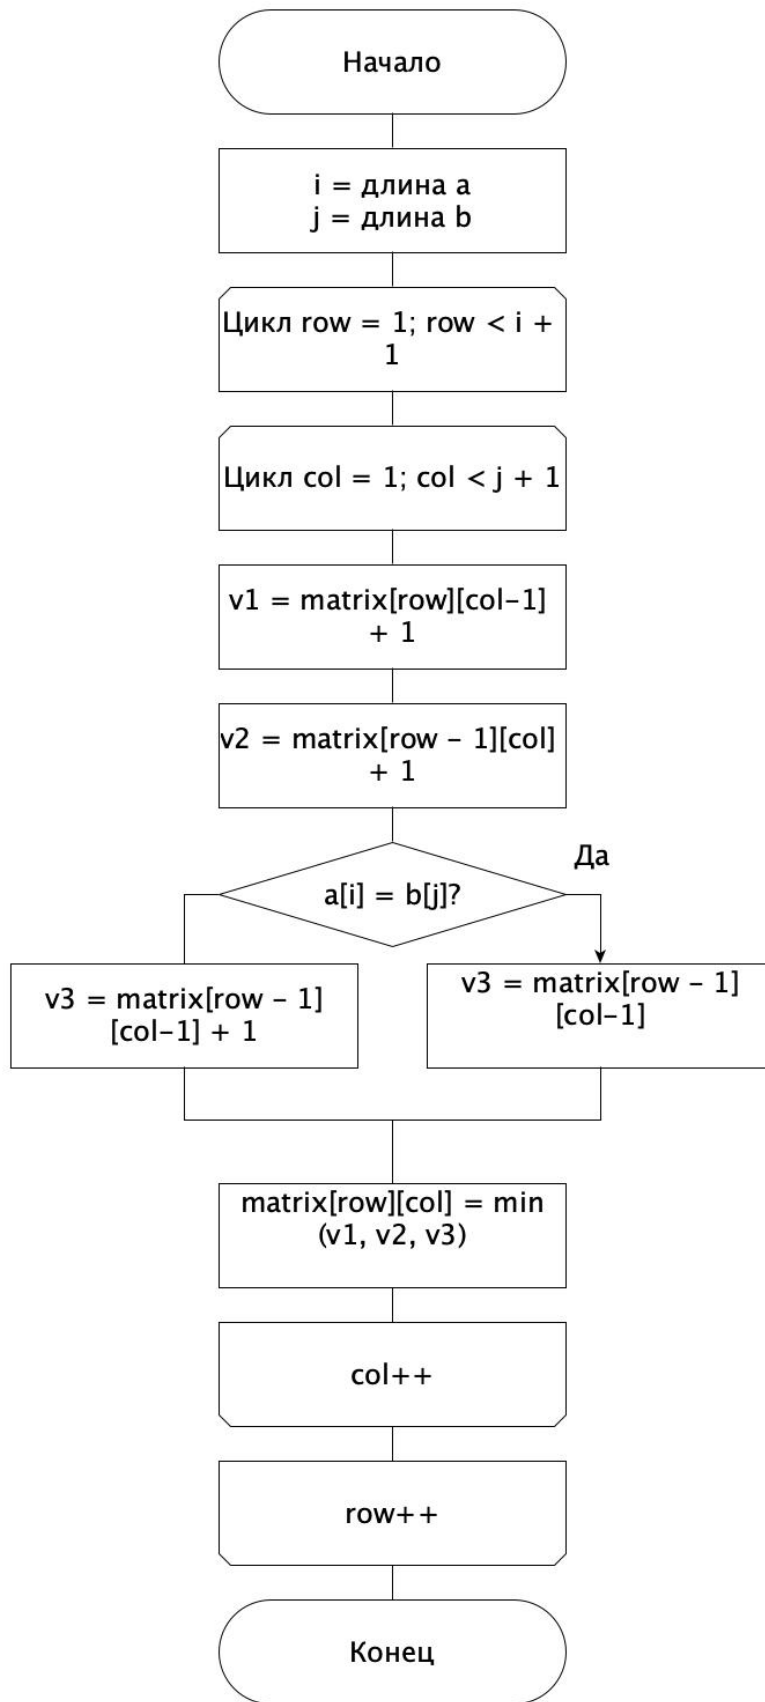 Начало
i = длина a
j = длина b
Цикл row = 1; row < i +
1
Цикл col = 1; col < j + 1
v1 = matrix[row][col-1]
+ 1
v2 = matrix[row - 1][col]
+ 1
Да
a[i] = b[j]?
v3 = matrix[row - 1]
[col-1] + 1
v3 = matrix[row - 1]
[col-1]
matrix[row][col] = min
(v1, v2, v3)
col++
row++
Конец